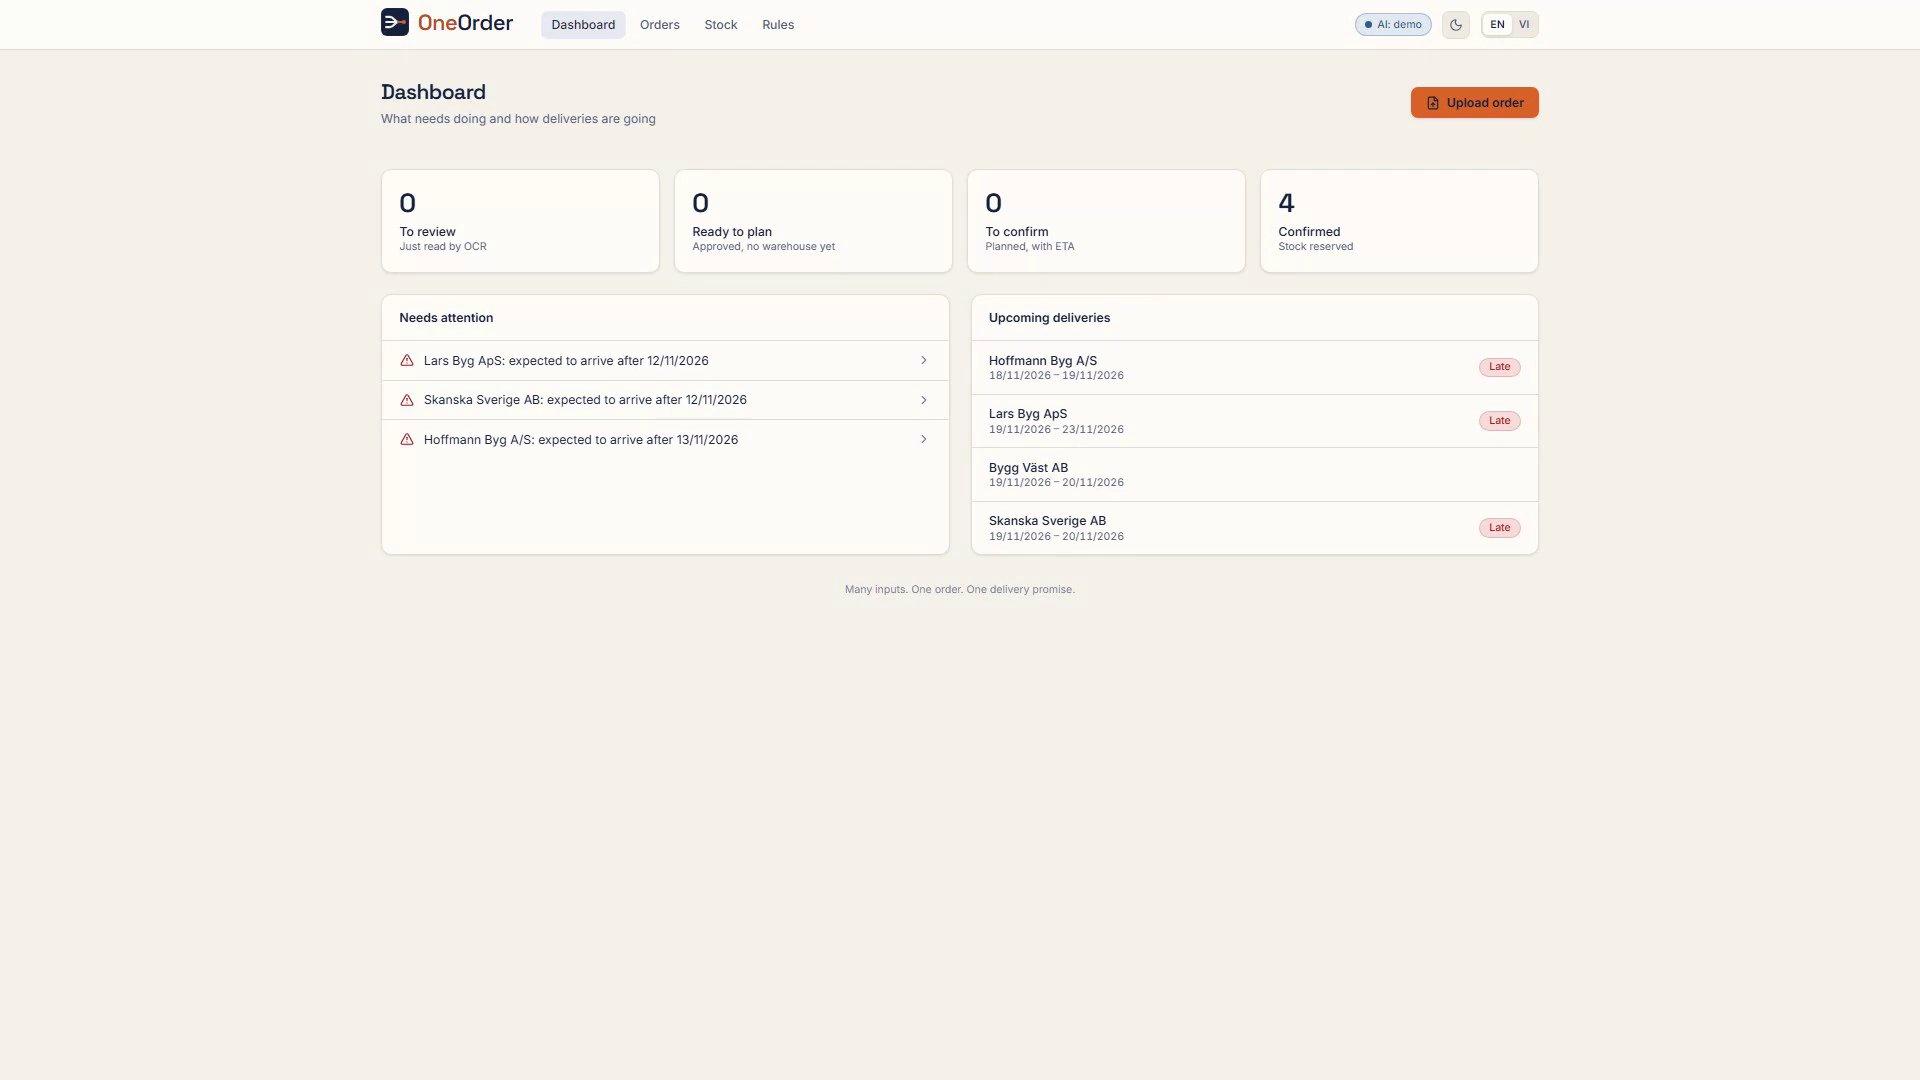 OneOrder
Dashboard
Orders
Stock
Rules
AI: demo
EN
VI
Dashboard
What needs doing and how deliveries are going
Upload order
0
To review
Just read by OCR
0
Ready to plan
Approved, no warehouse yet
0
To confirm
Planned, with ETA
4
Confirmed
Stock reserved
Needs attention
Lars Byg ApS: expected to arrive after 12/11/2026
Skanska Sverige AB: expected to arrive after 12/11/2026
Hoffmann Byg A/S: expected to arrive after 13/11/2026
Upcoming deliveries
Hoffmann Byg A/S
18/11/2026 – 19/11/2026
Late
Lars Byg ApS
19/11/2026 – 23/11/2026
Late
Bygg Väst AB
19/11/2026 – 20/11/2026
Skanska Sverige AB
19/11/2026 – 20/11/2026
Late
Many inputs. One order. One delivery promise.